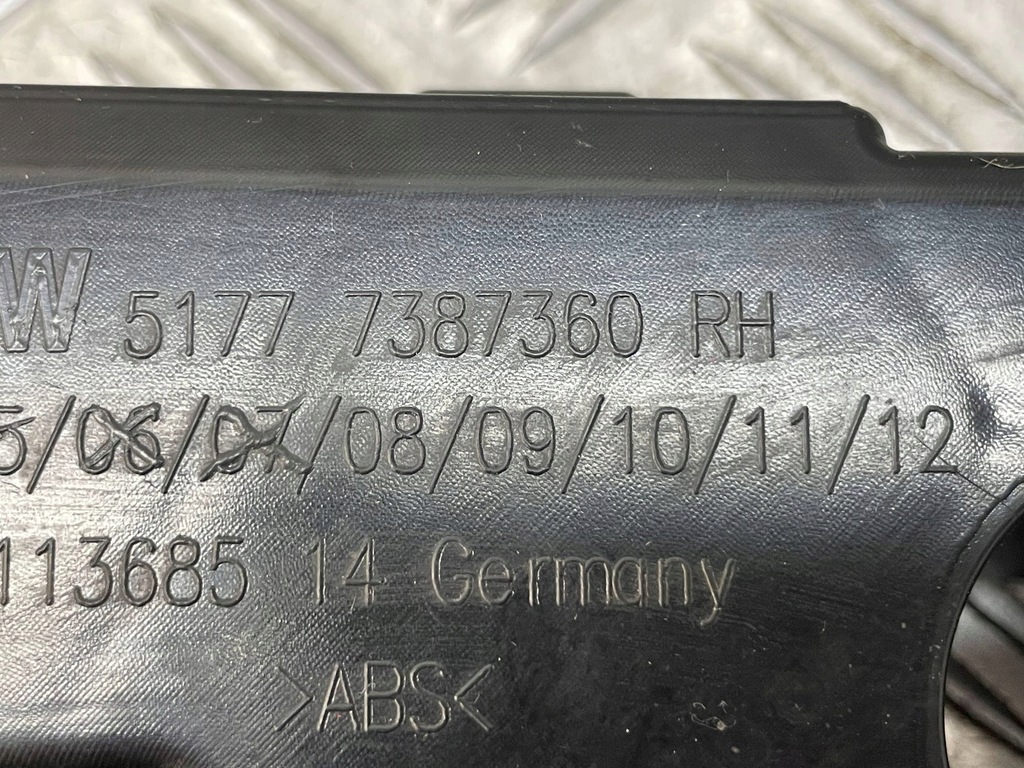 W 5177 7387360 RH
5/06/07/08/09/10/11/12
113685 14 Germany
>ABS<